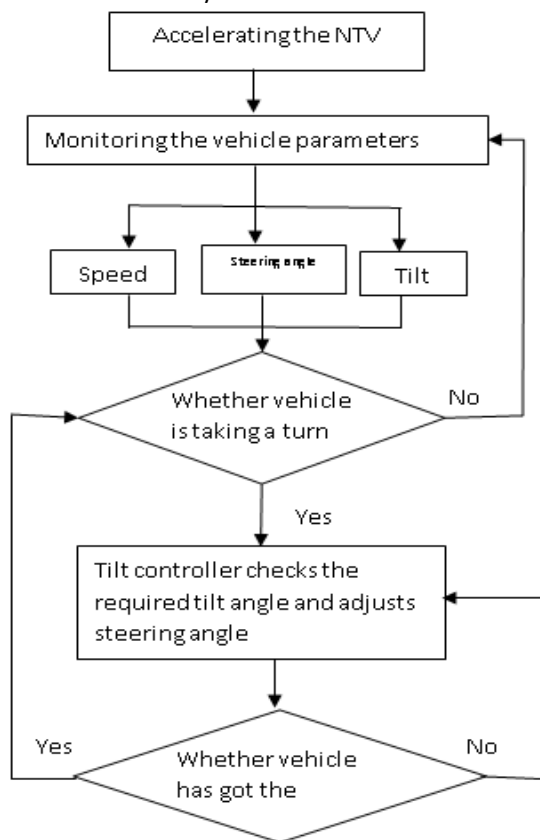 Accelerating the NTV
Monitoring the vehicle parameters
Speed
Steering angle
Tilt
Whether vehicle
is taking a turn
No
Yes
Tilt controller checks the
required tilt angle and adjusts
steering angle
Yes
Whether vehicle
has got the
No